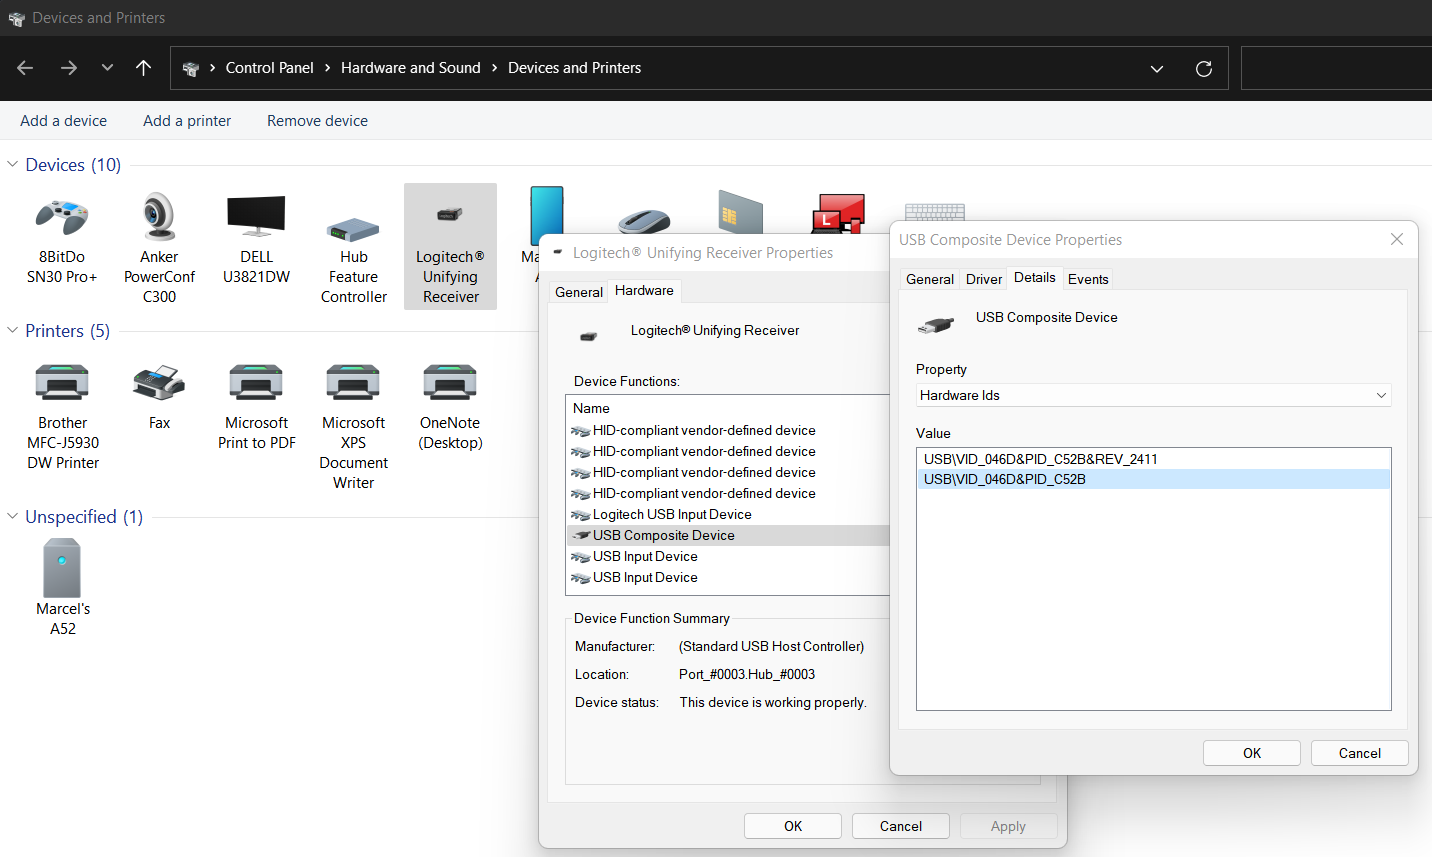 Devices and Printers
Control Panel > Hardware and Sound > Devices and Printers
Add a device Add a printer Remove device
Devices (10)
8BitDo
SN30 Pro+
Anker
PowerConf
C300
DELL
U3821DW
Hub
Feature
Controller
Logitech®
Unifying
Receiver
Printers (5)
Brother
MFC-J5930
DW Printer
Fax
Microsoft
Print to PDF
Microsoft
XPS
Document
Writer
OneNote
(Desktop)
Unspecified (1)
Marcel's
A52
Logitech® Unifying Receiver Properties
General Hardware
Logitech® Unifying Receiver
Device Functions:
Name
HID-compliant vendor-defined device
HID-compliant vendor-defined device
HID-compliant vendor-defined device
HID-compliant vendor-defined device
Logitech USB Input Device
USB Composite Device
USB Input Device
USB Input Device
Device Function Summary
Manufacturer: (Standard USB Host Controller)
Location: Port_#0003.Hub_#0003
Device status: This device is working properly.
OK Cancel Apply
USB Composite Device Properties
General Driver Details Events
USB Composite Device
Property
Hardware Ids
Value
USB\VID_046D&PID_C52B&REV_2411
USB\VID_046D&PID_C52B
OK Cancel